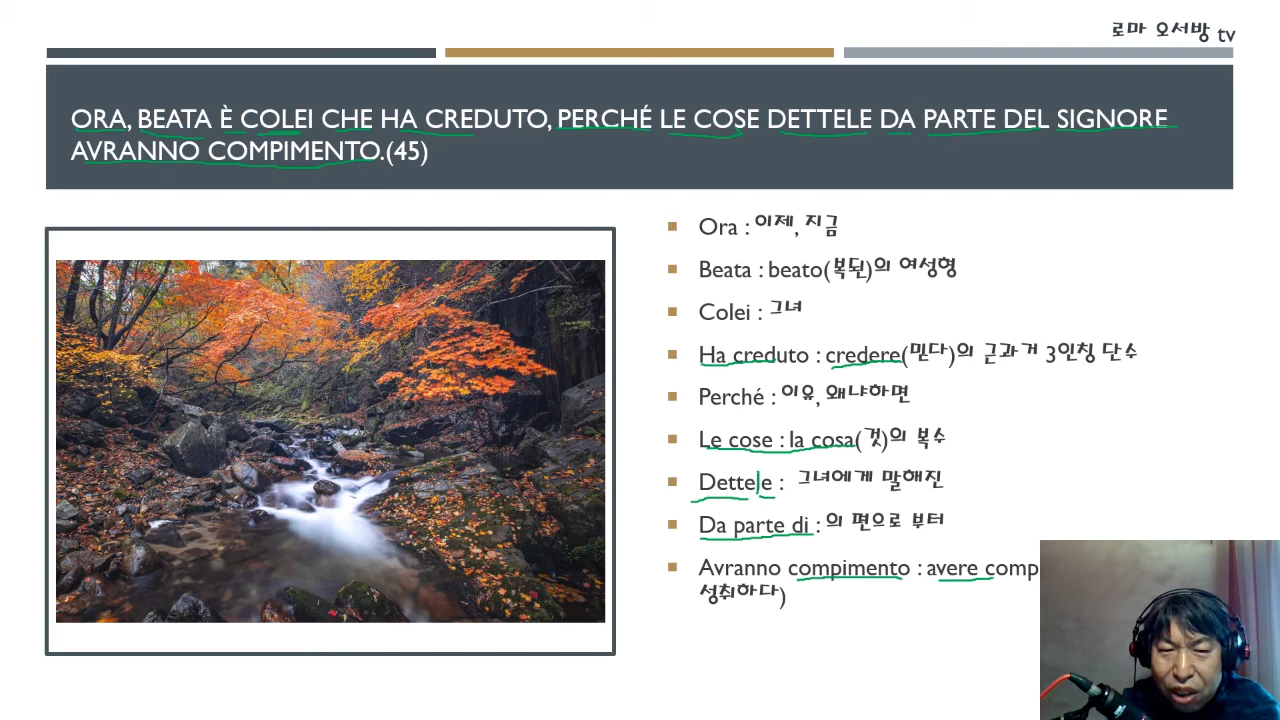 로마 오서방 tv
ORA, BEATA È COLEI CHE HA CREDUTO, PERCHÉ LE COSE DETTELE DA PARTE DEL SIGNORE
AVRANNO COMPIMENTO.(45)
Ora : 이제, 지금
Beata : beato(복된)의 여성형
Colei : 그녀
Ha creduto : credere(믿다)의 근과거 3인칭 단수
Perché : 이유, 왜냐하면
Le cose : la cosa(것)의 복수
Dettele : 그녀에게 말해진
Da parte di : 의 편으로 부터
Avranno compimento : avere comp
성취하다)